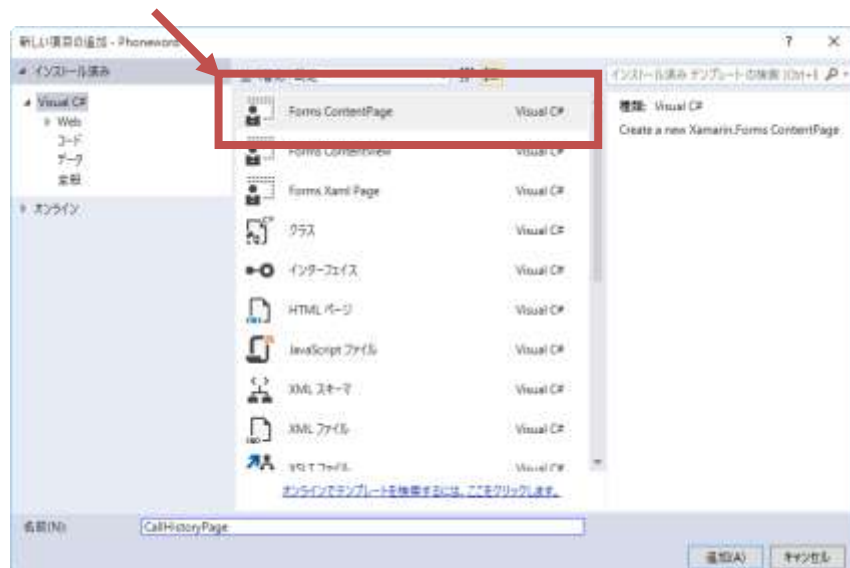 新しい項目の追加 - Phoneword
? ×
インストール済み
Visual C#
Web
コード
データ
全般
オンライン
Forms ContentPage Visual C#
Forms ContentView Visual C#
Forms Xaml Page Visual C#
クラス Visual C#
インターフェイス Visual C#
HTML ページ Visual C#
JavaScript ファイル Visual C#
XML スキーマ Visual C#
XML ファイル Visual C#
XSLT ファイル Visual C#
オンラインでテンプレートを検索するには、ここをクリックします。
インストール済み テンプレートの検索 (Ctrl+E
種類: Visual C#
Create a new Xamarin.Forms ContentPage
名前(N): CallHistoryPage
追加(A) キャンセル